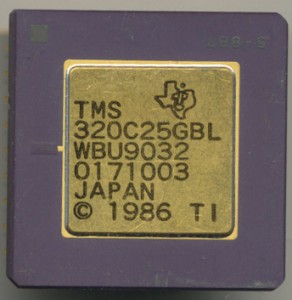 TMS
320C25GBL
WBU9032
0171003
JAPAN
© 1986 TI